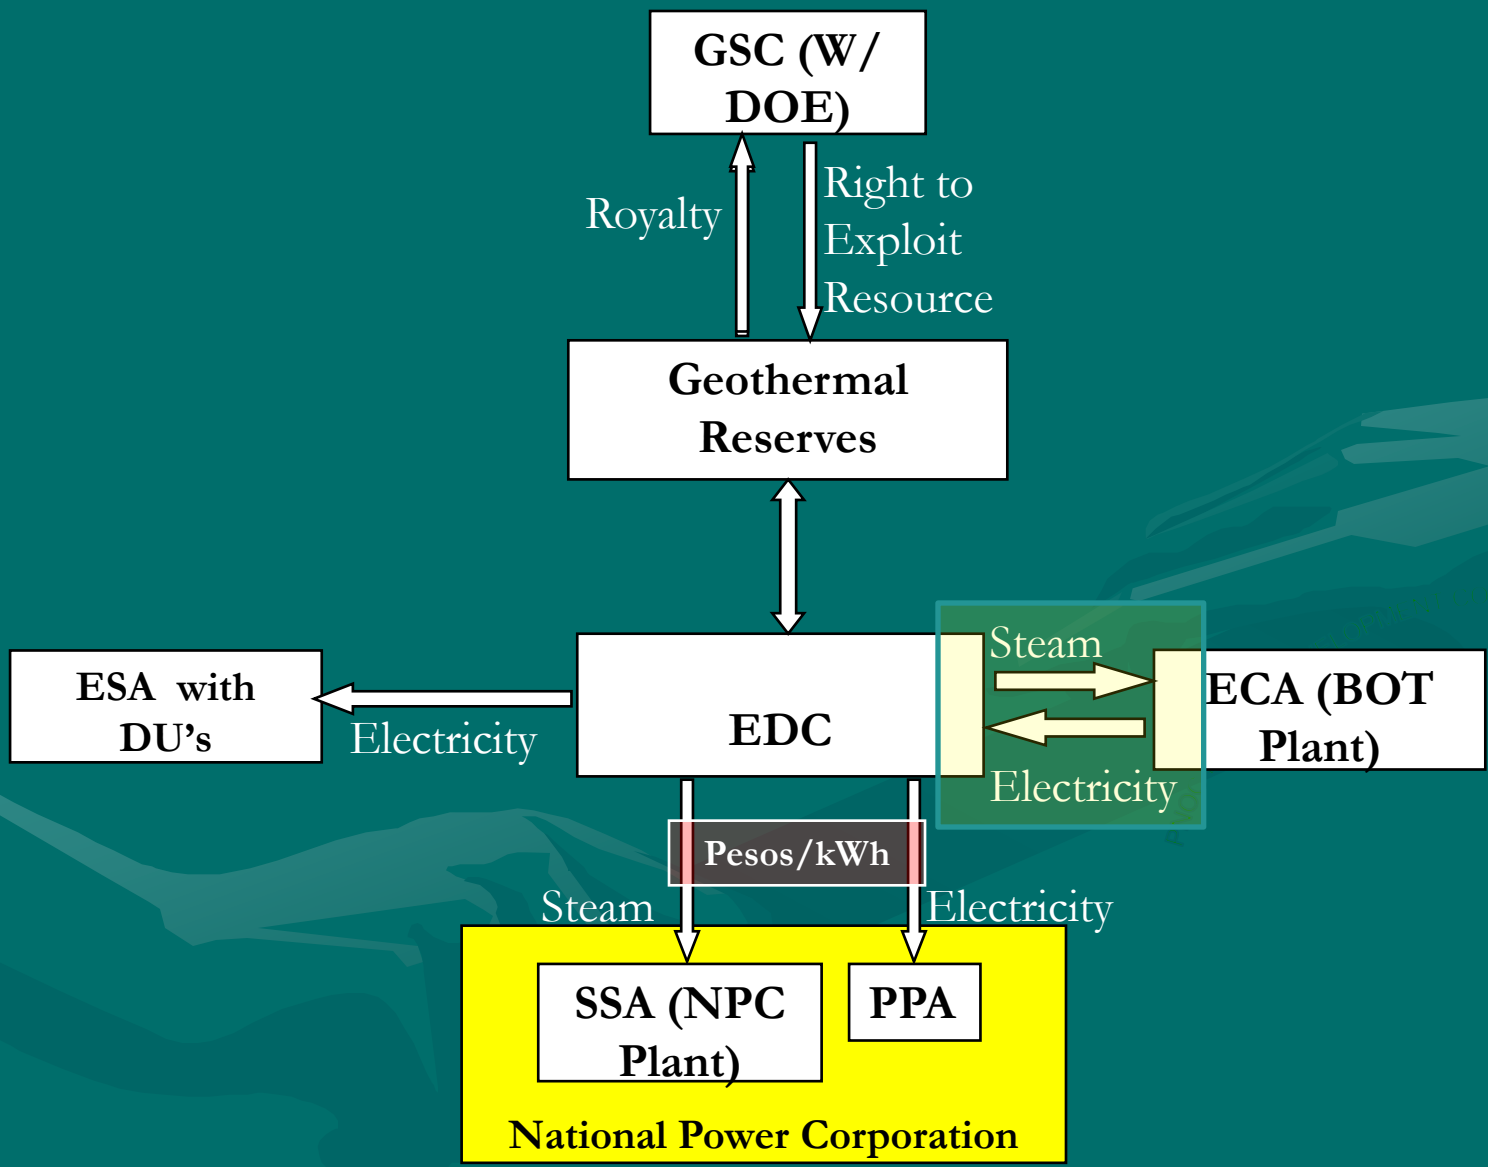 GSC (W/
DOE)
Royalty
Right to
Exploit
Resource
Geothermal
Reserves
ESA with
DU's
Electricity
EDC
Steam
Electricity
ECA (BOT
Plant)
Pesos/kWh
Steam
Electricity
SSA (NPC
Plant)
PPA
National Power Corporation